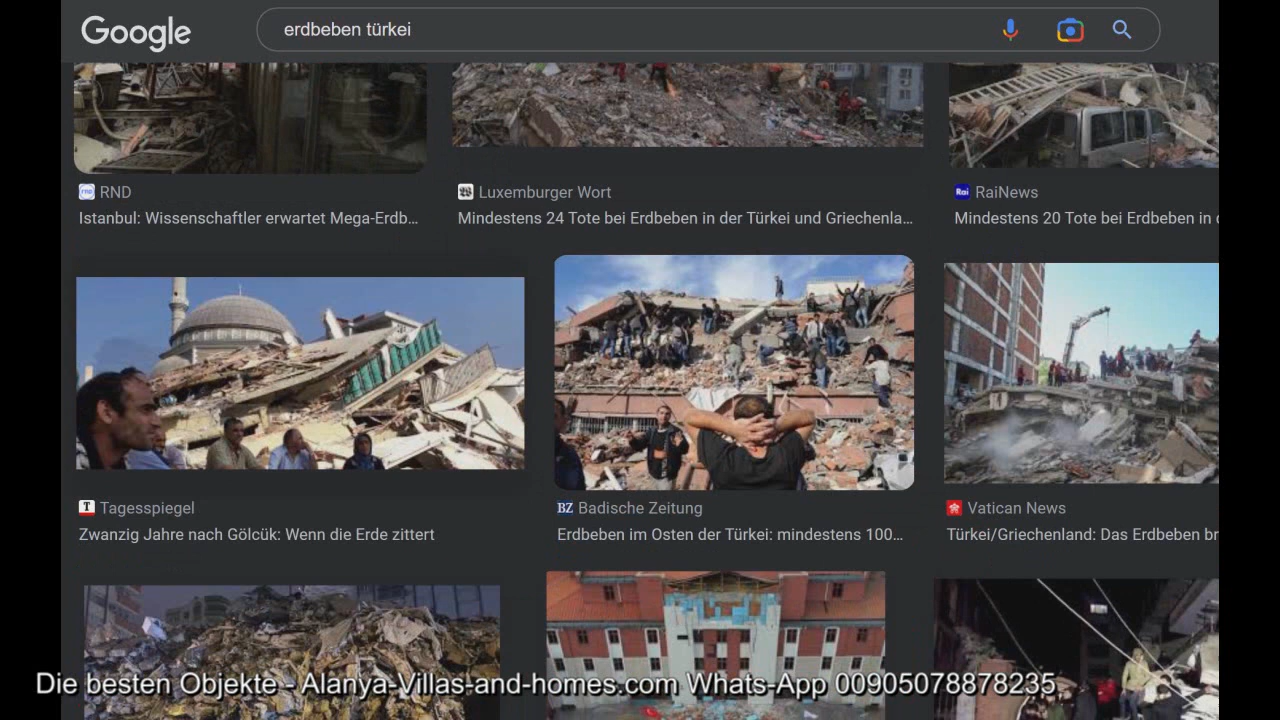 Google
erdbeben türkei
RND
Istanbul: Wissenschaftler erwartet Mega-Erdb...
Luxemburger Wort
Mindestens 24 Tote bei Erdbeben in der Türkei und Griechenla...
Rai RaiNews
Mindestens 20 Tote bei Erdbeben in
T Tagesspiegel
Zwanzig Jahre nach Gölcük: Wenn die Erde zittert
BZ Badische Zeitung
Erdbeben im Osten der Türkei: mindestens 100...
Vatican News
Türkei/Griechenland: Das Erdbeben br
Die besten Objekte - Alanya-Villas-and-homes.com Whats-App 00905078878235